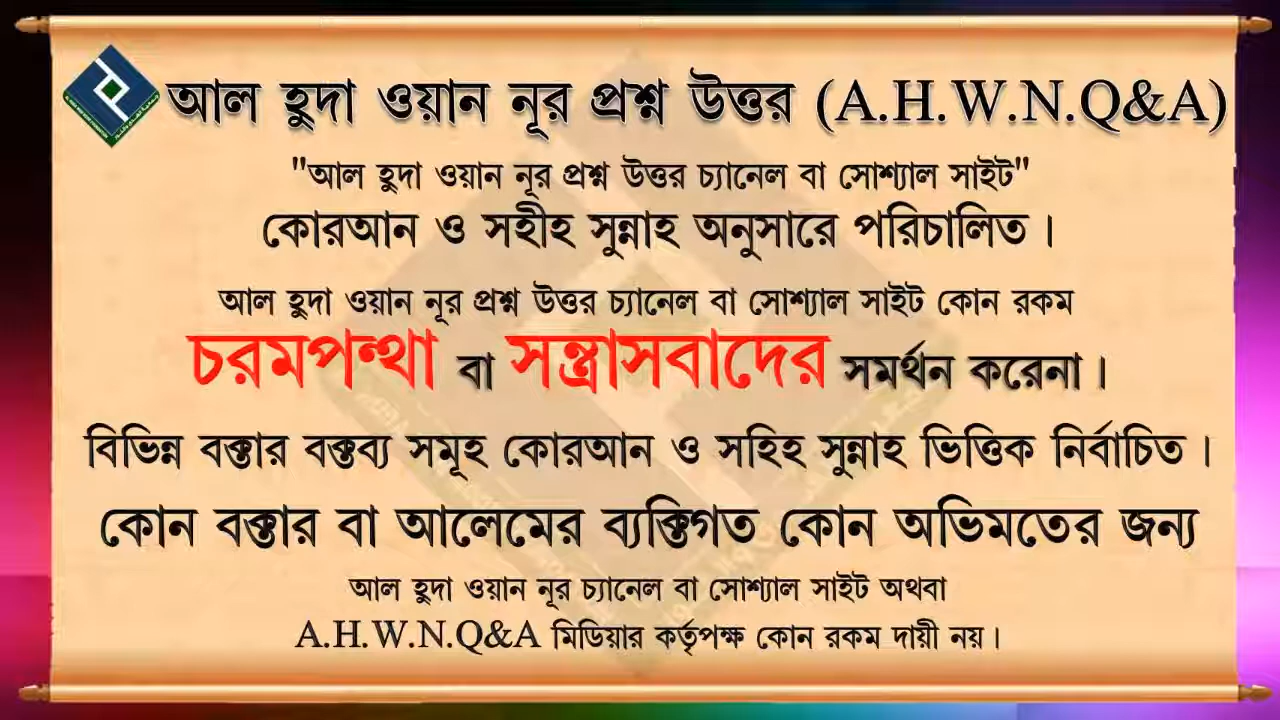 আল হুদা ওয়ান নূর প্রশ্ন উত্তর (A.H.W.N.Q&A)
"আল হুদা ওয়ান নূর প্রশ্ন উত্তর চ্যানেল বা সোশ্যাল সাইট"
কোরআন ও সহীহ সুন্নাহ অনুসারে পরিচালিত।
আল হুদা ওয়ান নূর প্রশ্ন উত্তর চ্যানেল বা সোশ্যাল সাইট কোন রকম
চরমপন্থা বা সন্ত্রাসবাদের সমর্থন করেনা।
বিভিন্ন বক্তার বক্তব্য সমূহ কোরআন ও সহিহ সুন্নাহ ভিত্তিক নির্বাচিত।
কোন বক্তার বা আলেমের ব্যক্তিগত কোন অভিমতের জন্য
আল হুদা ওয়ান নূর চ্যানেল বা সোশ্যাল সাইট অথবা
A.H.W.N.Q&A মিডিয়ার কর্তৃপক্ষ কোন রকম দায়ী নয়।